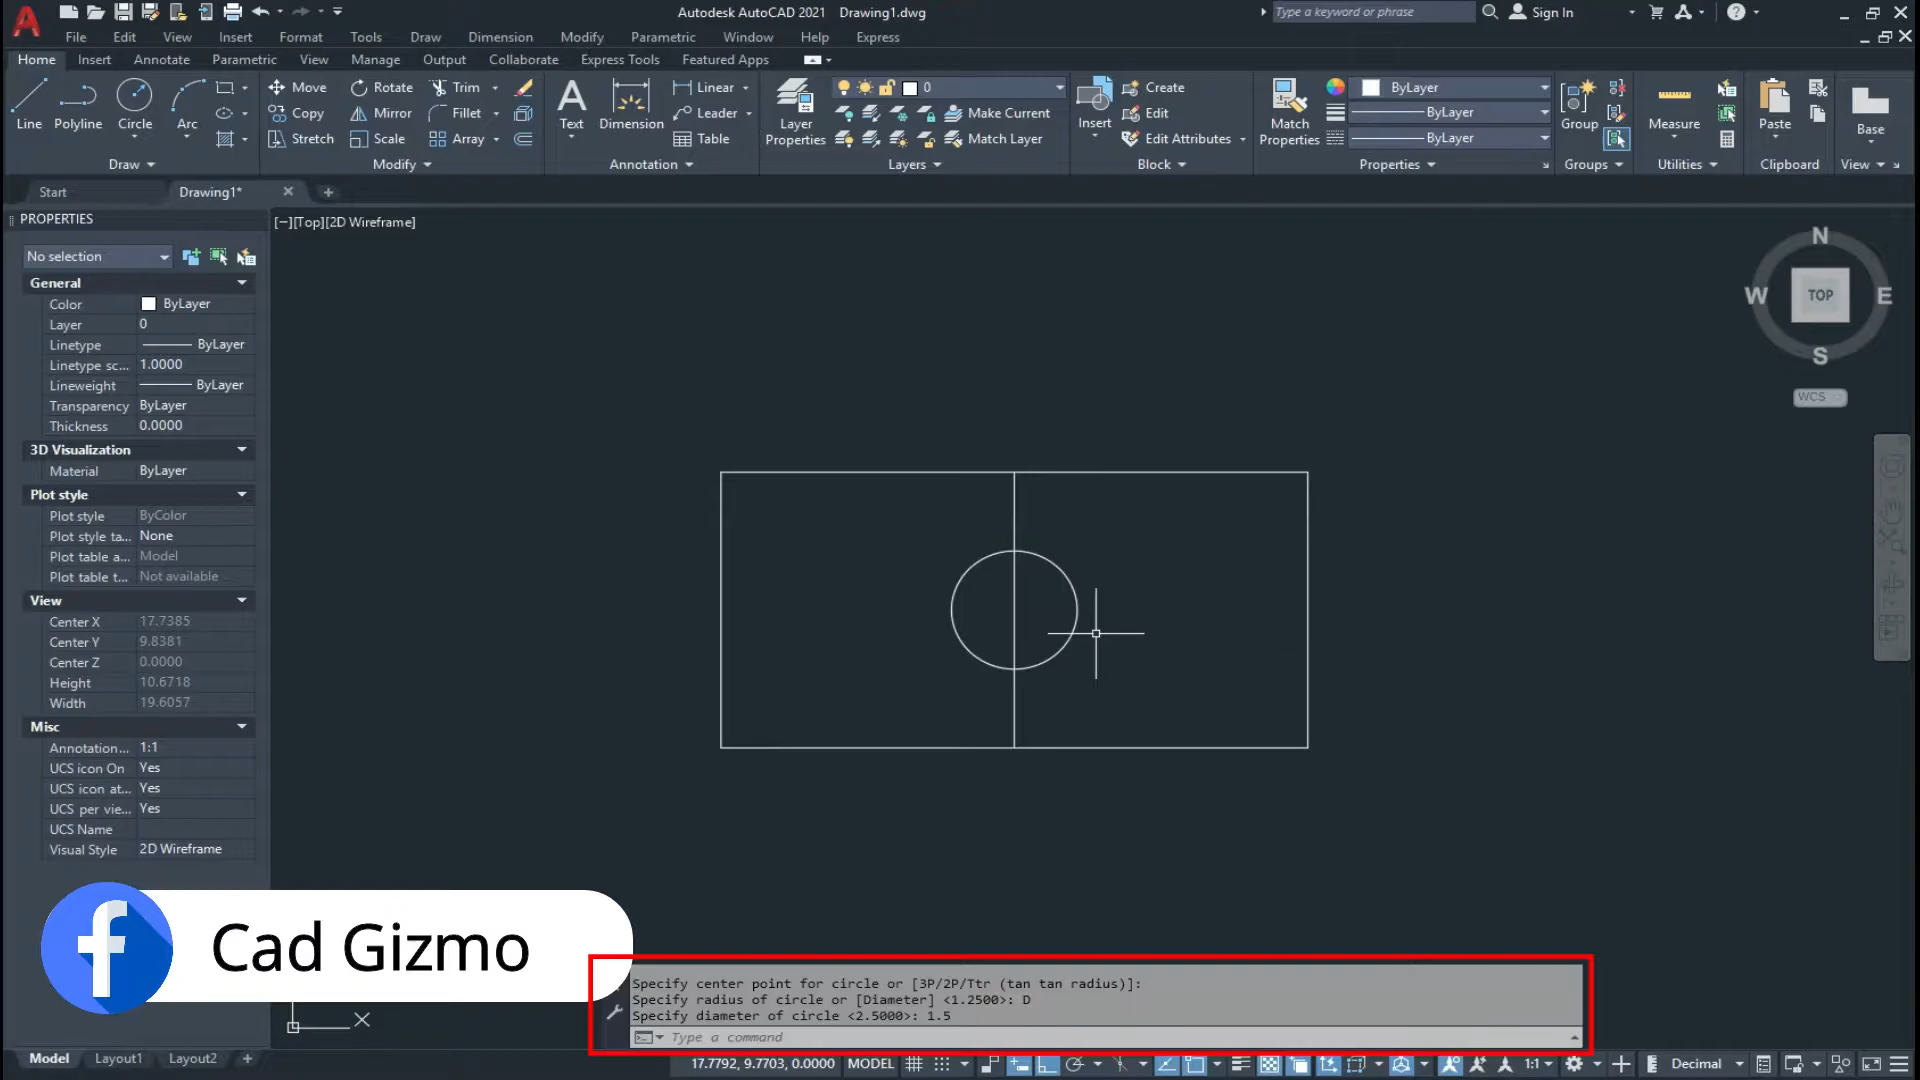 Autodesk AutoCAD 2021 Drawing1.dwg
Type a keyword or phrase
Sign In
File Edit View Insert Format Tools Draw Dimension Modify Parametric Window Help Express
Home Insert Annotate Parametric View Manage Output Collaborate Express Tools Featured Apps
Line
Polyline
Circle
Arc
Draw
Move
Rotate
Trim
Copy
Mirror
Fillet
Stretch
Scale
Array
Modify
Text
Dimension
Linear
Leader
Table
Annotation
Layer
Properties
0
Make Current
Match Layer
Layers
Insert
Create
Edit
Edit Attributes
Block
Match
Properties
ByLayer
ByLayer
ByLayer
Properties
Group
Groups
Measure
Utilities
Paste
Clipboard
Base
View
Start
Drawing1*
PROPERTIES
[−][Top][2D Wireframe]
No selection
General
Color ByLayer
Layer 0
Linetype ByLayer
Linetype sc... 1.0000
Lineweight ByLayer
Transparency ByLayer
Thickness 0.0000
3D Visualization
Material ByLayer
Plot style
Plot style ByColor
Plot style ta... None
Plot table a... Model
Plot table t... Not available
View
Center X 17.7385
Center Y 9.8381
Center Z 0.0000
Height 10.6718
Width 19.6057
Misc
Annotation... 1:1
UCS icon On Yes
UCS icon at... Yes
UCS per vie... Yes
UCS Name
Visual Style 2D Wireframe
N
W
TOP
E
S
WCS
f
Cad Gizmo
X
Specify center point for circle or [3P/2P/Ttr (tan tan radius)]:
Specify radius of circle or [Diameter] <1.2500>: D
Specify diameter of circle <2.5000>: 1.5
Type a command
Model Layout1 Layout2
17.7792, 9.7703, 0.0000 MODEL
1:1
Decimal